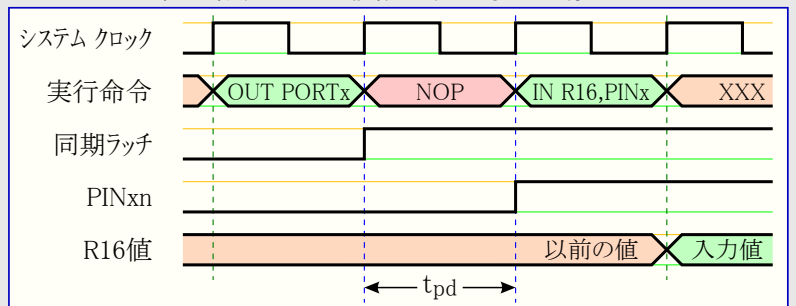 システム クロック
実行命令 OUT PORTx NOP IN R16,PINx XXX
同期ラッチ
PINxn
R16値 以前の値 入力値
tpd